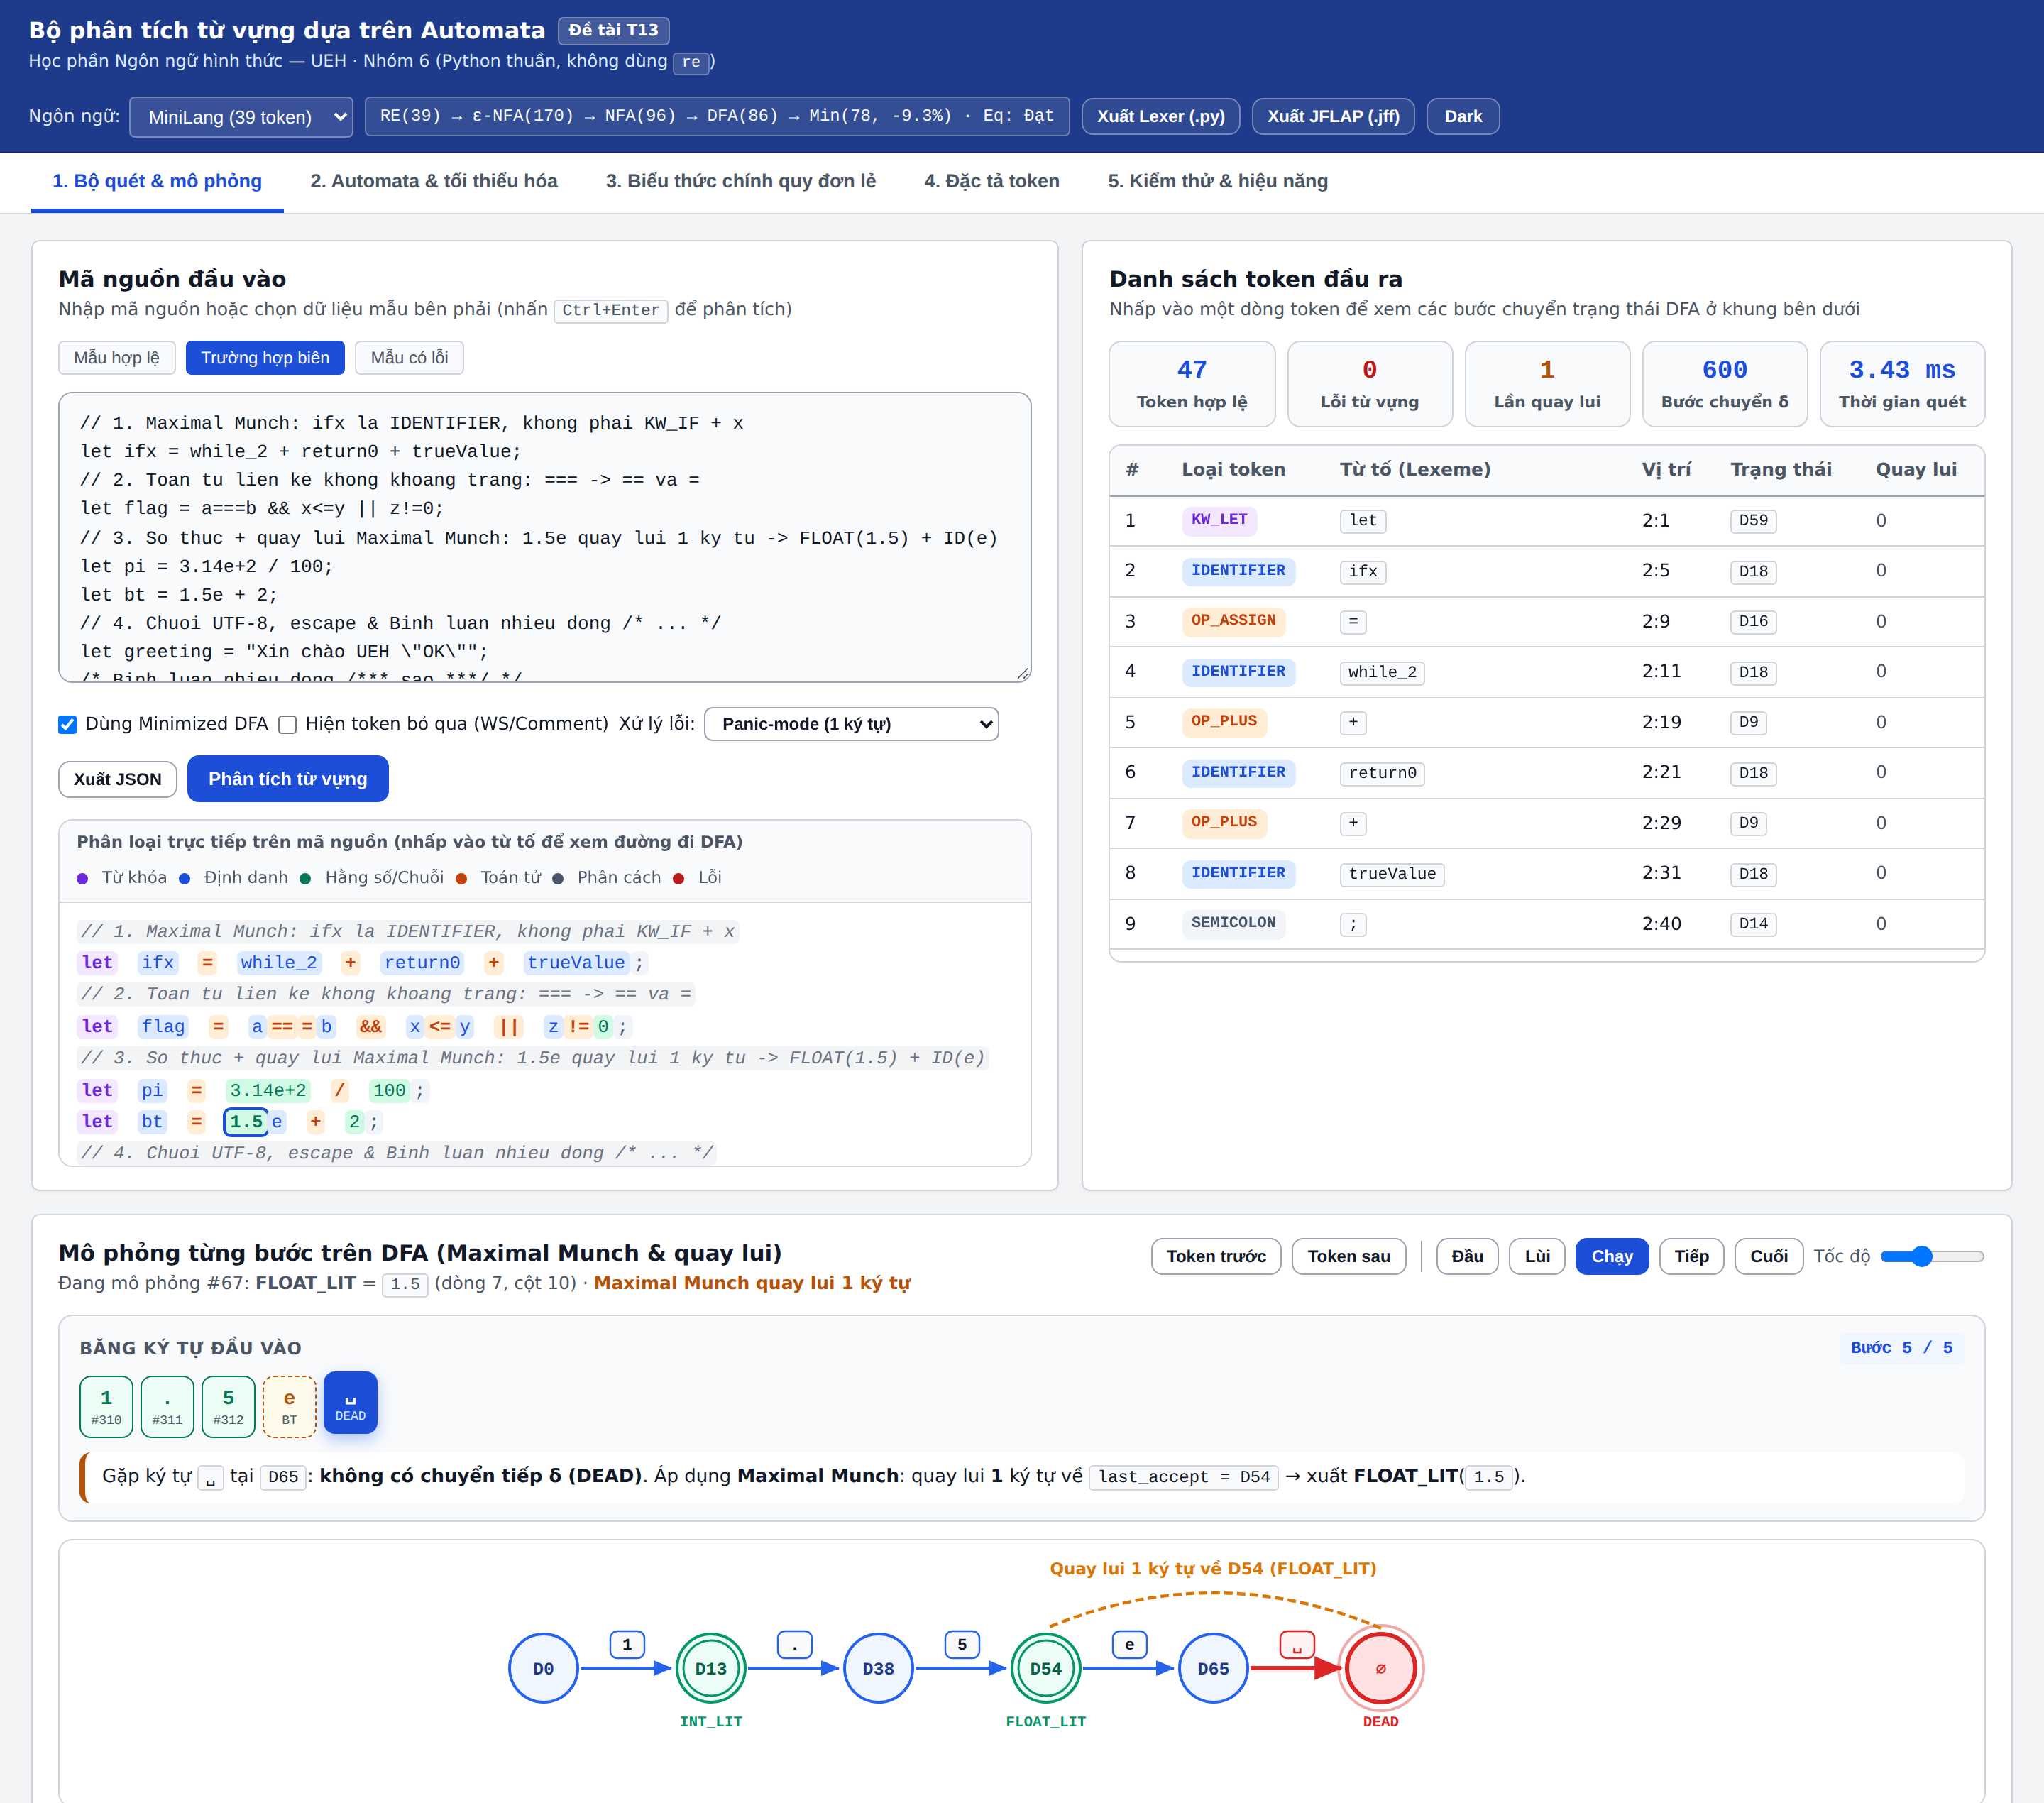 Bộ phân tích từ vựng dựa trên Automata Đề tài T13
Học phần Ngôn ngữ hình thức — UEH · Nhóm 6 (Python thuần, không dùng re)
Ngôn ngữ: MiniLang (39 token) RE(39) → ε-NFA(170) → NFA(96) → DFA(86) → Min(78, -9.3%) · Eq: Đạt Xuất Lexer (.py) Xuất JFLAP (.jff) Dark
1. Bộ quét & mô phỏng 2. Automata & tối thiểu hóa 3. Biểu thức chính quy đơn lẻ 4. Đặc tả token 5. Kiểm thử & hiệu năng
Mã nguồn đầu vào
Nhập mã nguồn hoặc chọn dữ liệu mẫu bên phải (nhấn Ctrl+Enter để phân tích)
Mẫu hợp lệ Trường hợp biên Mẫu có lỗi
// 1. Maximal Munch: ifx la IDENTIFIER, khong phai KW_IF + x
let ifx = while_2 + return0 + trueValue;
// 2. Toan tu lien ke khong khoang trang: === -> == va =
let flag = a===b && x<=y || z!=0;
// 3. So thuc + quay lui Maximal Munch: 1.5e quay lui 1 ky tu -> FLOAT(1.5) + ID(e)
let pi = 3.14e+2 / 100;
let bt = 1.5e + 2;
// 4. Chuoi UTF-8, escape & Binh luan nhieu dong /* ... */
let greeting = "Xin chào UEH \"OK\"";
/* Binh luan nhieu dong /*** sao ***/ */
Dùng Minimized DFA Hiện token bỏ qua (WS/Comment) Xử lý lỗi: Panic-mode (1 ký tự)
Xuất JSON Phân tích từ vựng
Phân loại trực tiếp trên mã nguồn (nhấp vào từ tố để xem đường đi DFA)
Từ khóa Định danh Hằng số/Chuỗi Toán tử Phân cách Lỗi
// 1. Maximal Munch: ifx la IDENTIFIER, khong phai KW_IF + x
let ifx = while_2 + return0 + trueValue ;
// 2. Toan tu lien ke khong khoang trang: === -> == va =
let flag = a == = b && x <= y || z != 0 ;
// 3. So thuc + quay lui Maximal Munch: 1.5e quay lui 1 ky tu -> FLOAT(1.5) + ID(e)
let pi = 3.14e+2 / 100 ;
let bt = 1.5 e + 2 ;
// 4. Chuoi UTF-8, escape & Binh luan nhieu dong /* ... */
Danh sách token đầu ra
Nhấp vào một dòng token để xem các bước chuyển trạng thái DFA ở khung bên dưới
47 0 1 600 3.43 ms
Token hợp lệ Lỗi từ vựng Lần quay lui Bước chuyển δ Thời gian quét
# Loại token Từ tố (Lexeme) Vị trí Trạng thái Quay lui
1 KW_LET let 2:1 D59 0
2 IDENTIFIER ifx 2:5 D18 0
3 OP_ASSIGN = 2:9 D16 0
4 IDENTIFIER while_2 2:11 D18 0
5 OP_PLUS + 2:19 D9 0
6 IDENTIFIER return0 2:21 D18 0
7 OP_PLUS + 2:29 D9 0
8 IDENTIFIER trueValue 2:31 D18 0
9 SEMICOLON ; 2:40 D14 0
Mô phỏng từng bước trên DFA (Maximal Munch & quay lui)
Token trước Token sau Đầu Lùi Chạy Tiếp Cuối Tốc độ
Đang mô phỏng #67: FLOAT_LIT = 1.5 (dòng 7, cột 10) · Maximal Munch quay lui 1 ký tự
BĂNG KÝ TỰ ĐẦU VÀO Bước 5 / 5
1 . 5 e ␣
#310 #311 #312 BT DEAD
Gặp ký tự ␣ tại D65: không có chuyển tiếp δ (DEAD). Áp dụng Maximal Munch: quay lui 1 ký tự về last_accept = D54 → xuất FLOAT_LIT(1.5).
Quay lui 1 ký tự về D54 (FLOAT_LIT)
1 . 5 e ␣
D0 D13 D38 D54 D65 ∅
INT_LIT FLOAT_LIT DEAD